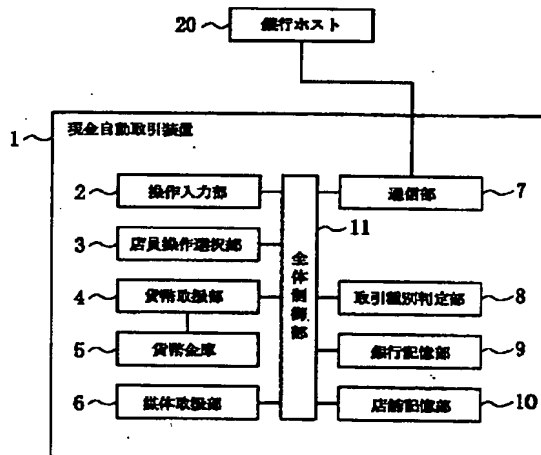 20 銀行ホスト
1 現金自動取引装置
2 操作入力部
通信部 7
3 店員操作選択部
11
全体制御部
4 貨幣取扱部
取引種別判定部 8
5 貨幣金庫
銀行記憶部 9
6 媒体取扱部
店舗記憶部 10